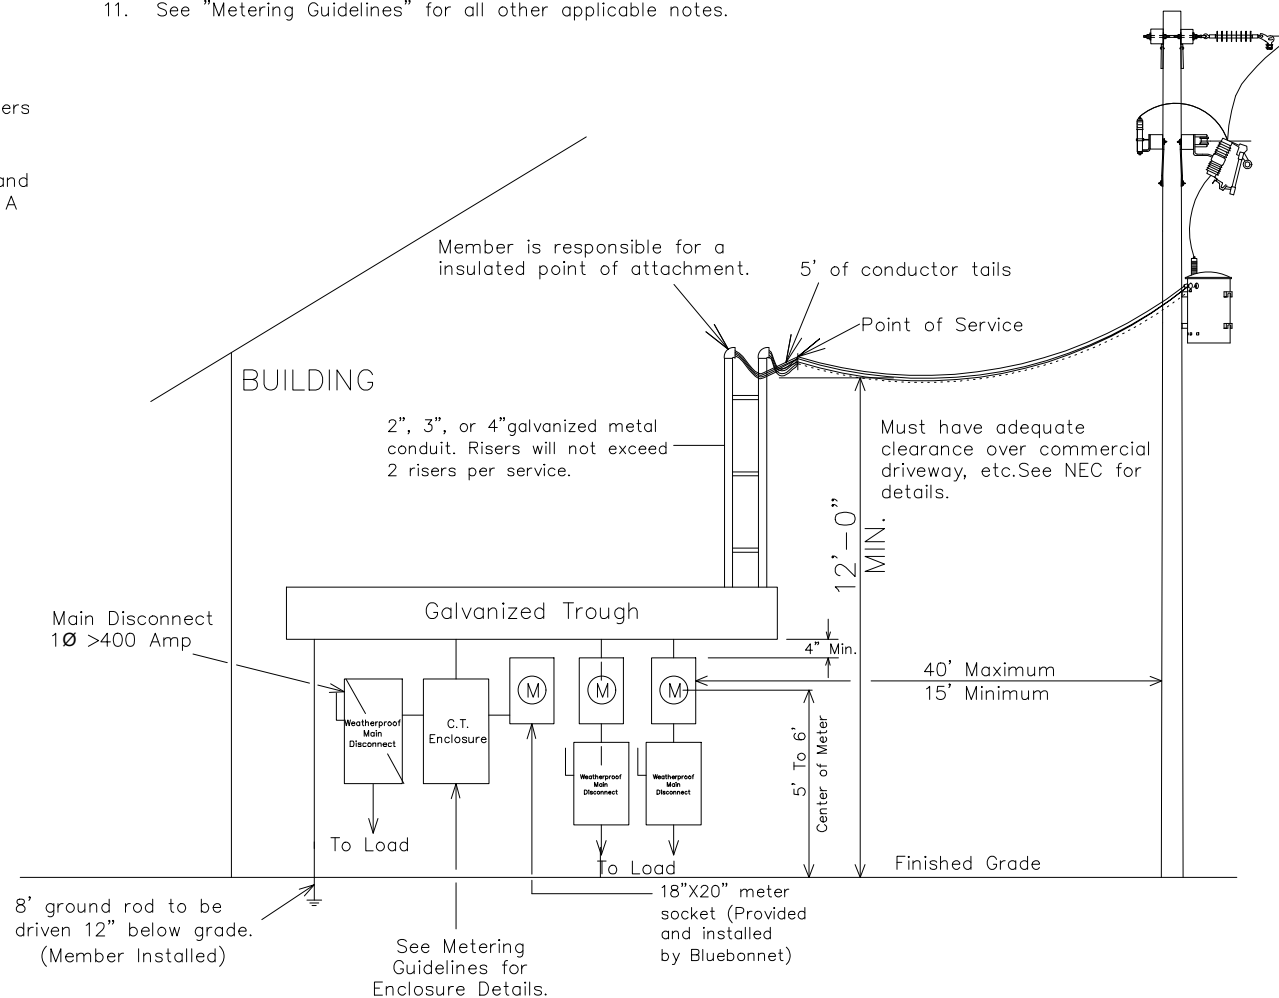 11. See "Metering Guidelines" for all other applicable notes.
ers
and
A
Member is responsible for a
insulated point of attachment.
5' of conductor tails
Point of Service
BUILDING
2", 3", or 4"galvanized metal
conduit. Risers will not exceed
2 risers per service.
Must have adequate
clearance over commercial
driveway, etc.See NEC for
details.
12'-0"
MIN.
Galvanized Trough
Main Disconnect
1Ø >400 Amp
4" Min.
40' Maximum
15' Minimum
M
M
M
Weatherproof
Main
Disconnect
C.T.
Enclosure
5' To 6'
Center of Meter
Weatherproof
Main
Disconnect
Weatherproof
Main
Disconnect
To Load
To Load
Finished Grade
8' ground rod to be
driven 12" below grade.
(Member Installed)
18"X20" meter
socket (Provided
and installed
by Bluebonnet)
See Metering
Guidelines for
Enclosure Details.